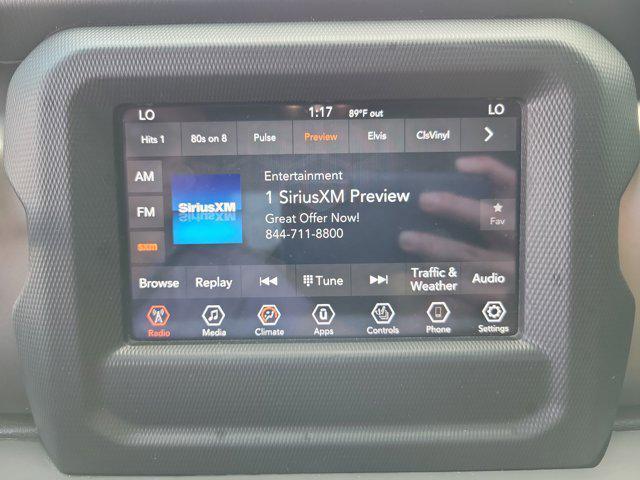 LO 1:17 89°F out LO
Hits 1 80s on 8 Pulse Preview Elvis ClsVinyl
AM
FM
sxm
SiriusXM
Entertainment
1 SiriusXM Preview
Great Offer Now!
844-711-8800
Fav
Browse Replay Tune Traffic & Weather Audio
Radio Media Climate Apps Controls Phone Settings